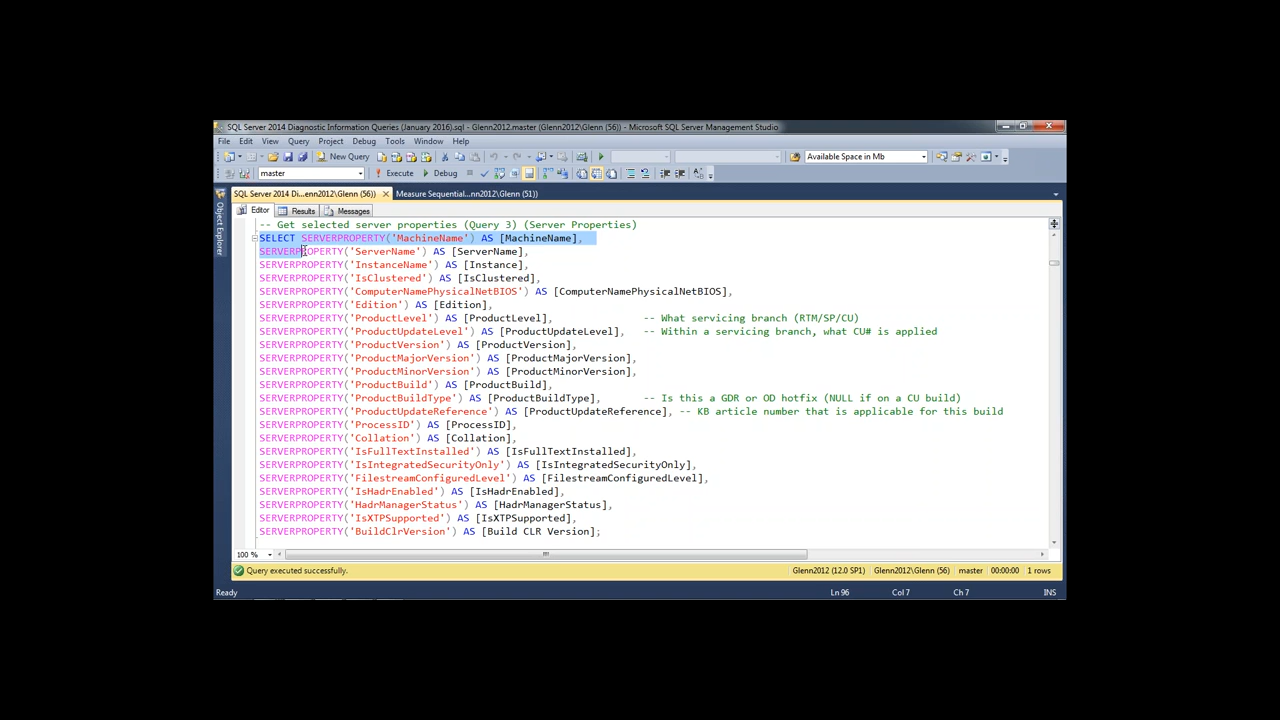 SQL Server 2014 Diagnostic Information Queries (January 2016).sql - Glenn2012.master (Glenn2012\Glenn (56)) - Microsoft SQL Server Management Studio
File Edit View Query Project Debug Tools Window Help
New Query Available Space in Mb
master Execute Debug
SQL Server 2014 Di...enn2012\Glenn (56)) Measure Sequential...nn2012\Glenn (51))
Object Explorer
Editor Results Messages
-- Get selected server properties (Query 3) (Server Properties)
SELECT SERVERPROPERTY('MachineName') AS [MachineName],
SERVERPROPERTY('ServerName') AS [ServerName],
SERVERPROPERTY('InstanceName') AS [Instance],
SERVERPROPERTY('IsClustered') AS [IsClustered],
SERVERPROPERTY('ComputerNamePhysicalNetBIOS') AS [ComputerNamePhysicalNetBIOS],
SERVERPROPERTY('Edition') AS [Edition],
SERVERPROPERTY('ProductLevel') AS [ProductLevel], -- What servicing branch (RTM/SP/CU)
SERVERPROPERTY('ProductUpdateLevel') AS [ProductUpdateLevel], -- Within a servicing branch, what CU# is applied
SERVERPROPERTY('ProductVersion') AS [ProductVersion],
SERVERPROPERTY('ProductMajorVersion') AS [ProductMajorVersion],
SERVERPROPERTY('ProductMinorVersion') AS [ProductMinorVersion],
SERVERPROPERTY('ProductBuild') AS [ProductBuild],
SERVERPROPERTY('ProductBuildType') AS [ProductBuildType], -- Is this a GDR or OD hotfix (NULL if on a CU build)
SERVERPROPERTY('ProductUpdateReference') AS [ProductUpdateReference], -- KB article number that is applicable for this build
SERVERPROPERTY('ProcessID') AS [ProcessID],
SERVERPROPERTY('Collation') AS [Collation],
SERVERPROPERTY('IsFullTextInstalled') AS [IsFullTextInstalled],
SERVERPROPERTY('IsIntegratedSecurityOnly') AS [IsIntegratedSecurityOnly],
SERVERPROPERTY('FilestreamConfiguredLevel') AS [FilestreamConfiguredLevel],
SERVERPROPERTY('IsHadrEnabled') AS [IsHadrEnabled],
SERVERPROPERTY('HadrManagerStatus') AS [HadrManagerStatus],
SERVERPROPERTY('IsXTPSupported') AS [IsXTPSupported],
SERVERPROPERTY('BuildClrVersion') AS [Build CLR Version];
100 %
Query executed successfully. Glenn2012 (12.0 SP1) Glenn2012\Glenn (56) master 00:00:00 1 rows
Ready Ln 96 Col 7 Ch 7 INS